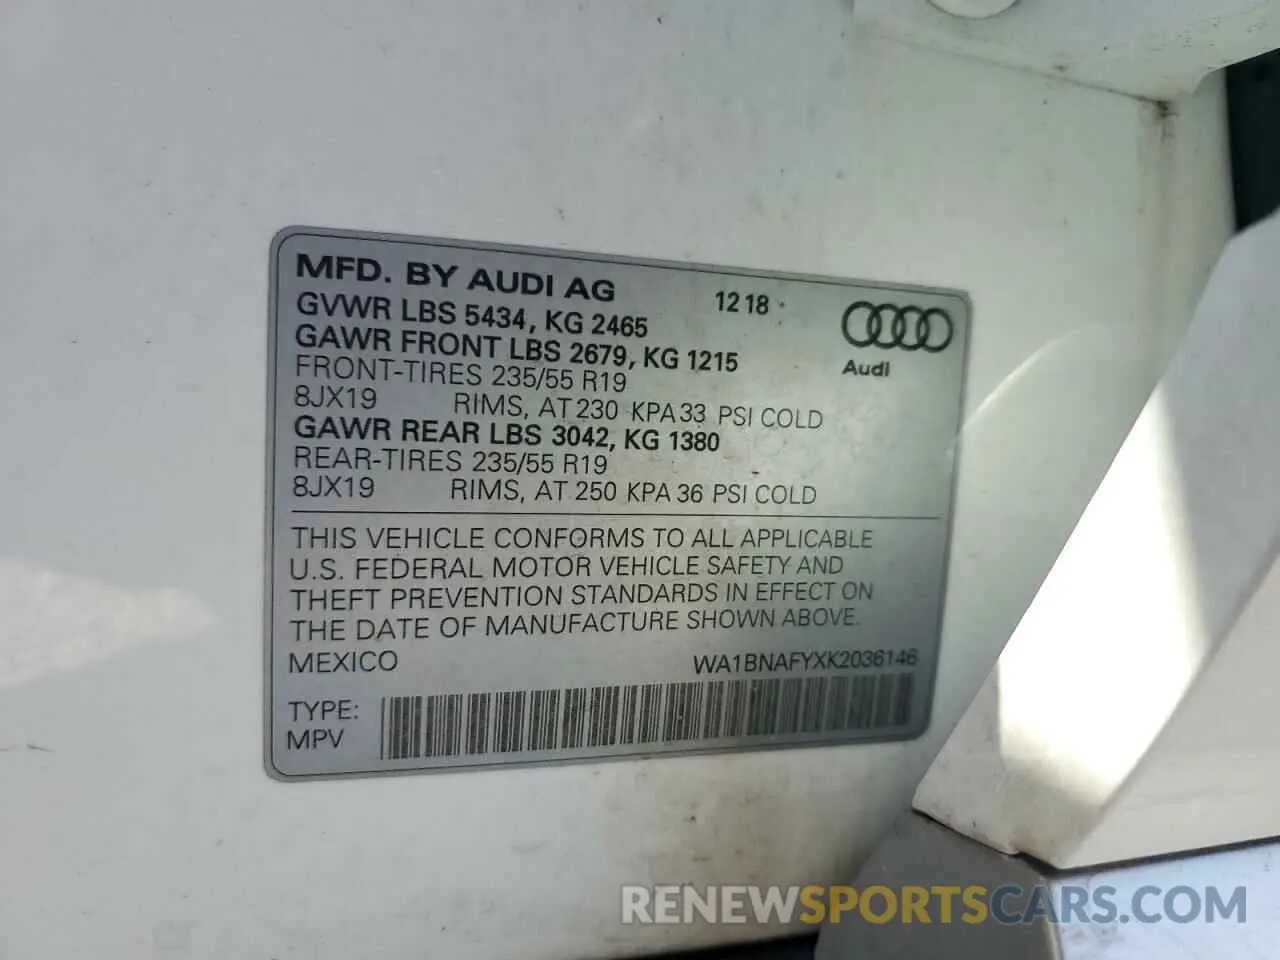 MFD. BY AUDI AG 12 18
GVWR LBS 5434, KG 2465
GAWR FRONT LBS 2679, KG 1215
FRONT-TIRES 235/55 R19
8JX19 RIMS, AT 230 KPA 33 PSI COLD
GAWR REAR LBS 3042, KG 1380
REAR-TIRES 235/55 R19
8JX19 RIMS, AT 250 KPA 36 PSI COLD
Audi
THIS VEHICLE CONFORMS TO ALL APPLICABLE
U.S. FEDERAL MOTOR VEHICLE SAFETY AND
THEFT PREVENTION STANDARDS IN EFFECT ON
THE DATE OF MANUFACTURE SHOWN ABOVE.
MEXICO WA1BNAFYXK2036146
TYPE:
MPV
RENEWSPORTSCARS.COM